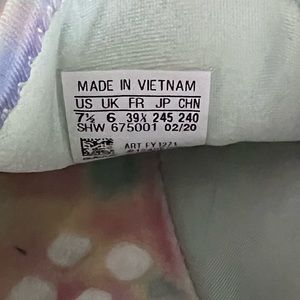 MADE IN VIETNAM
US UK FR JP CHN
7½ 6 39⅓ 245 240
SHW 675001 02/20
ART FY1271